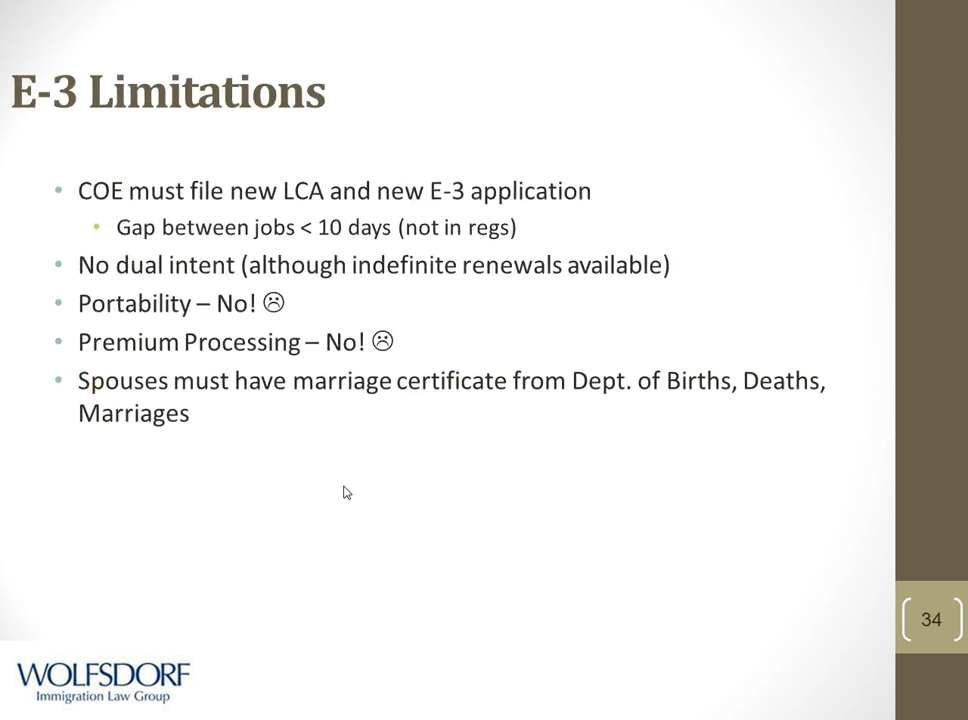 E-3 Limitations
• COE must file new LCA and new E-3 application
• Gap between jobs < 10 days (not in regs)
• No dual intent (although indefinite renewals available)
• Portability – No! ☹
• Premium Processing – No! ☹
• Spouses must have marriage certificate from Dept. of Births, Deaths,
Marriages
34
WOLFSDORF
Immigration Law Group